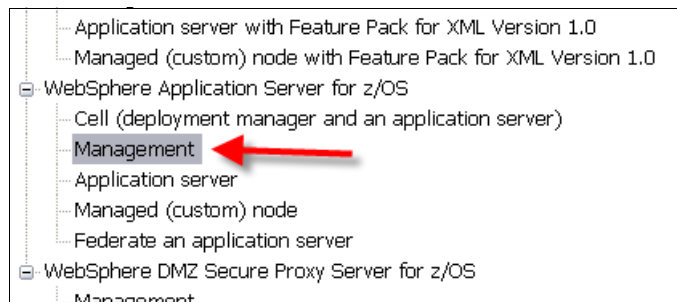 Application server with Feature Pack for XML Version 1.0
Managed (custom) node with Feature Pack for XML Version 1.0
WebSphere Application Server for z/OS
Cell (deployment manager and an application server)
Management
Application server
Managed (custom) node
Federate an application server
WebSphere DMZ Secure Proxy Server for z/OS
Management